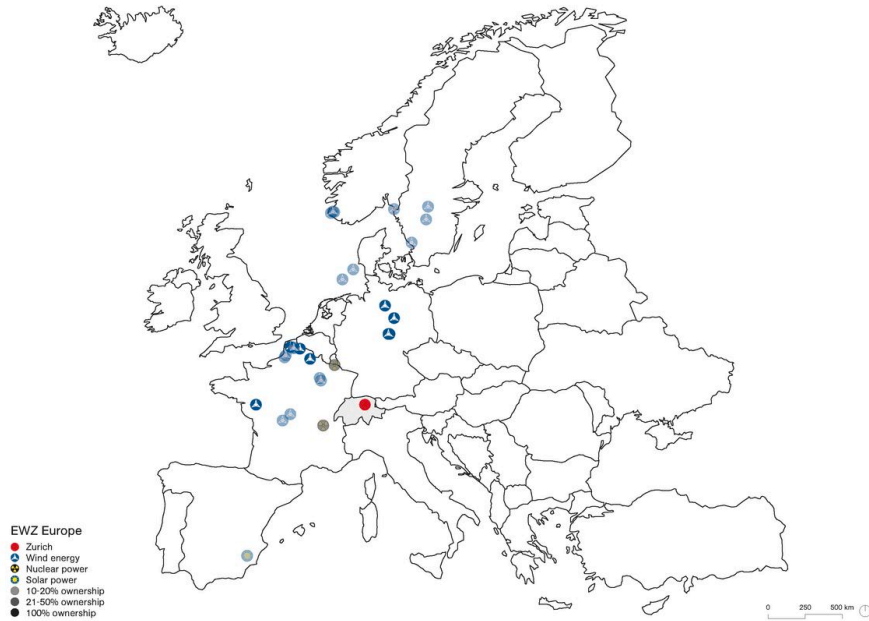 EWZ Europe
Zurich
Wind energy
Nuclear power
Solar power
10-20% ownership
21-50% ownership
100% ownership
0 250 500 km